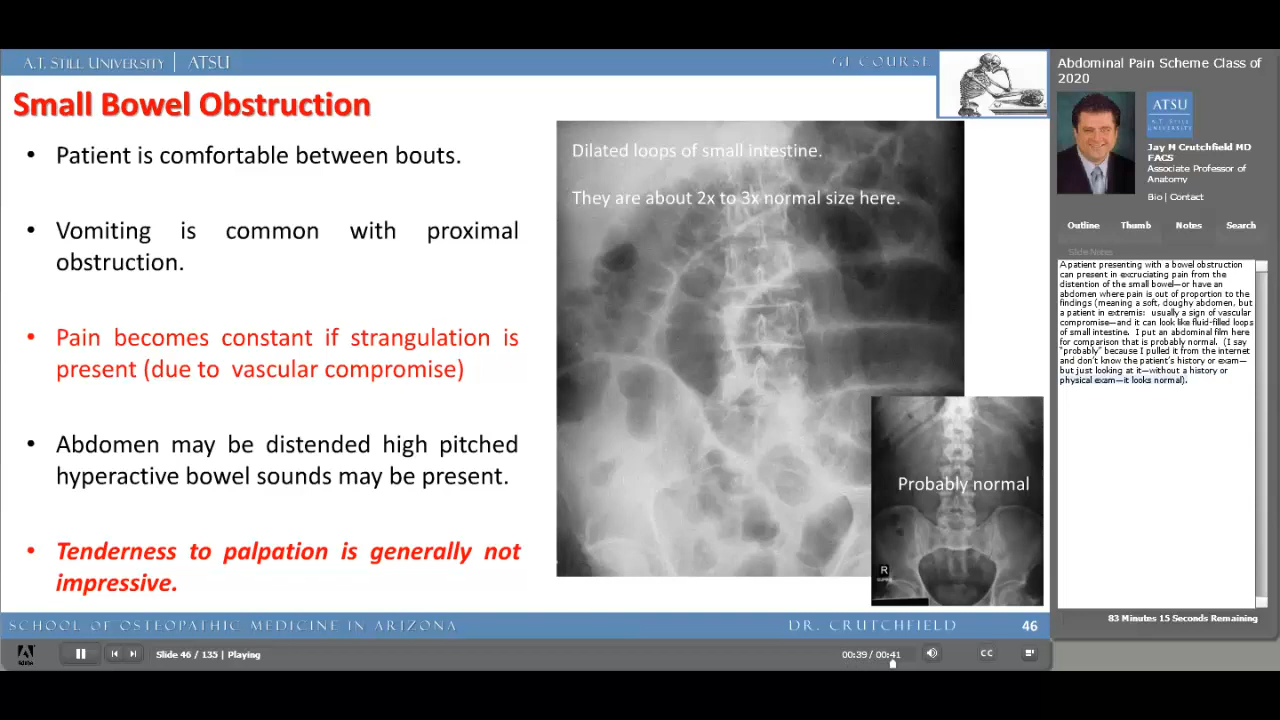 A.T. STILL UNIVERSITY | ATSU
GI COURSE
Small Bowel Obstruction
• Patient is comfortable between bouts.
• Vomiting is common with proximal
obstruction.
• Pain becomes constant if strangulation is
present (due to vascular compromise)
• Abdomen may be distended high pitched
hyperactive bowel sounds may be present.
• Tenderness to palpation is generally not
impressive.
Dilated loops of small intestine.
They are about 2x to 3x normal size here.
Probably normal
R
SCHOOL OF OSTEOPATHIC MEDICINE IN ARIZONA
DR. CRUTCHFIELD
46
Slide 46 / 135 | Playing
00:39 / 00:41
CC
Abdominal Pain Scheme Class of
2020
ATSU
A.T. STILL
UNIVERSITY
Jay M Crutchfield MD
FACS
Associate Professor of
Anatomy
Bio | Contact
Outline Thumb Notes Search
Slide Notes
A patient presenting with a bowel obstruction
can present in excruciating pain from the
distention of the small bowel—or have an
abdomen where pain is out of proportion to the
findings (meaning a soft, doughy abdomen, but
a patient in extremis: usually a sign of vascular
compromise—and it can look like fluid-filled loops
of small intestine. I put an abdominal film here
for comparison that is probably normal. (I say
"probably" because I pulled it from the internet
and don't know the patient's history or exam—
but just looking at it—without a history or
physical exam—it looks normal).
83 Minutes 15 Seconds Remaining